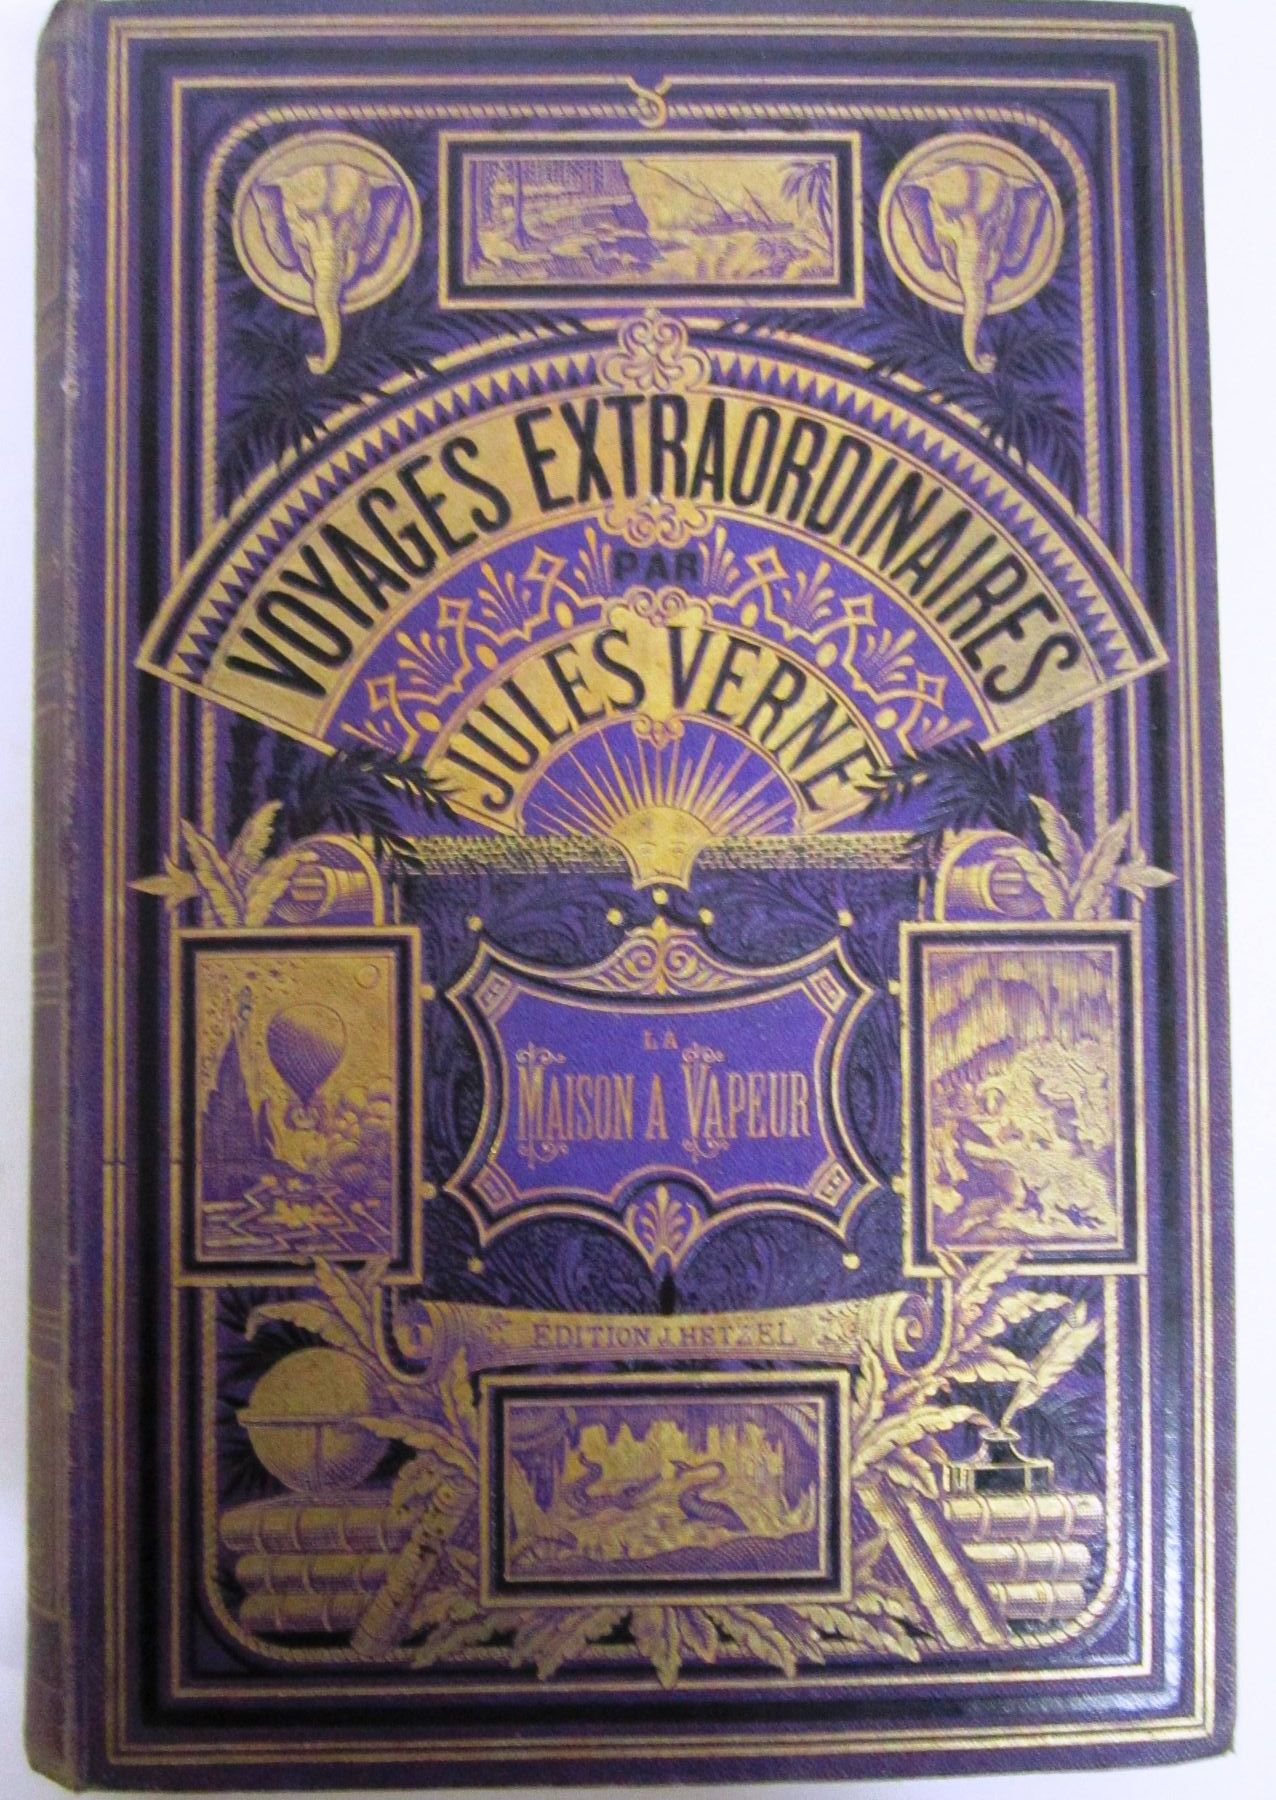 VOYAGES EXTRAORDINAIRES
PAR
JULES VERNE
LA
MAISON A VAPEUR
ÉDITION J. HETZEL